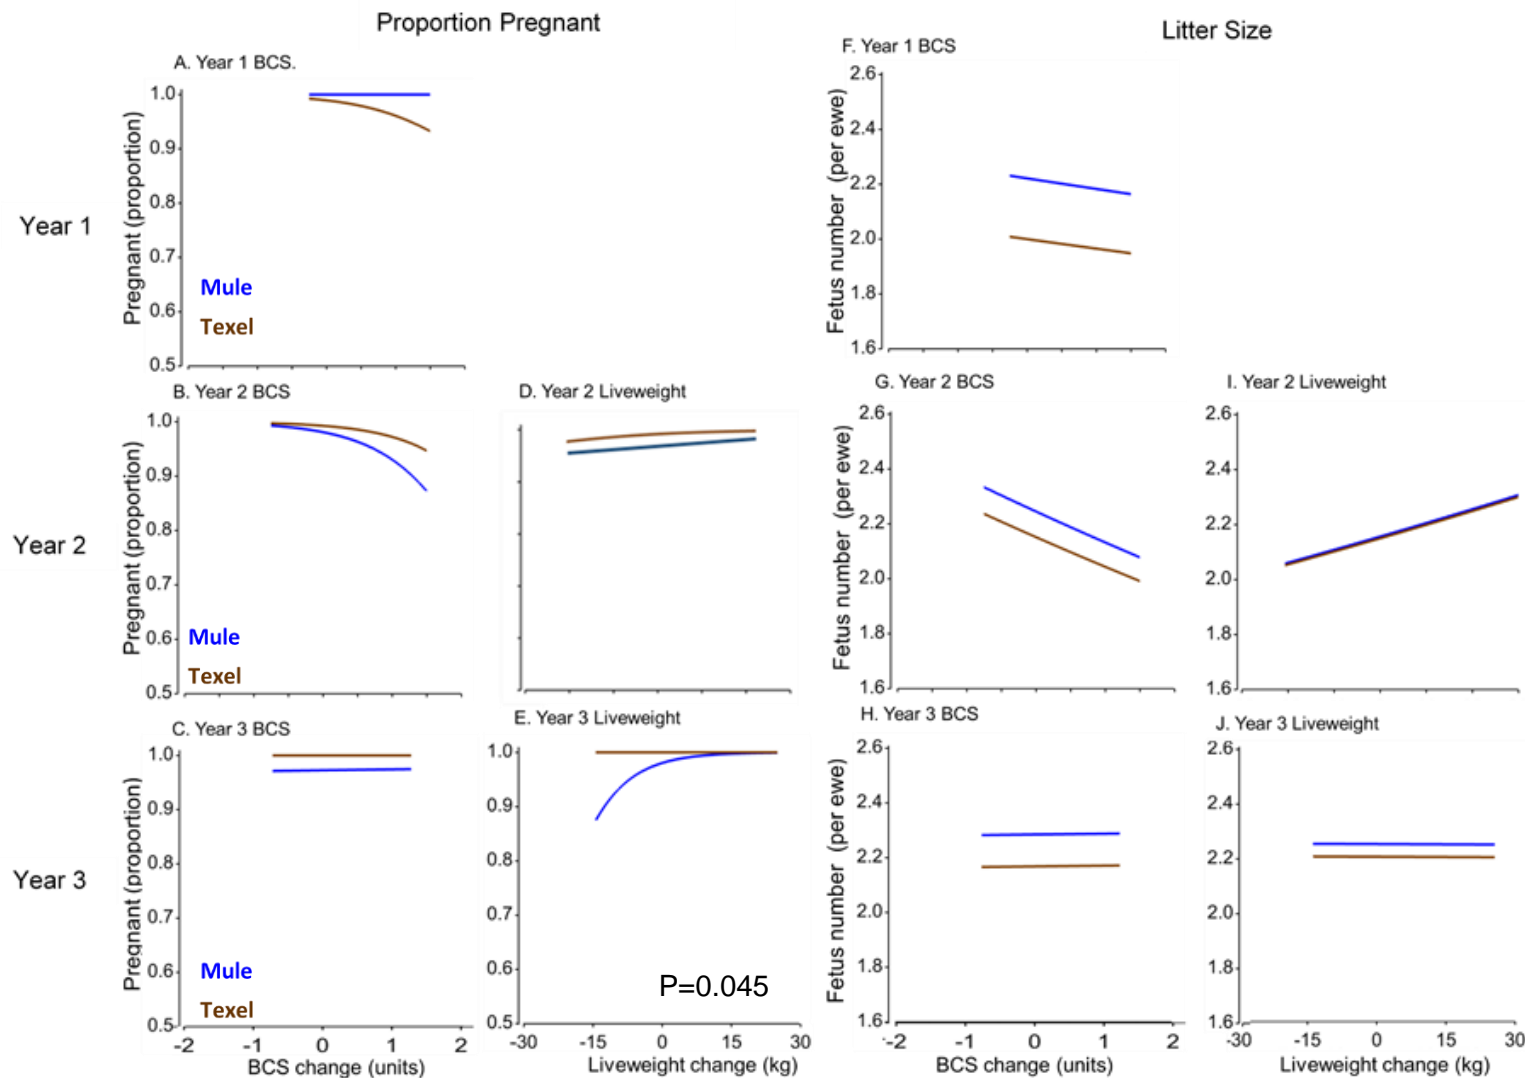 Proportion Pregnant
Litter Size
A. Year 1 BCS.
F. Year 1 BCS
Year 1
Pregnant (proportion)
1.0
0.9
0.8
0.7
0.6
0.5
Mule
Texel
Fetus number (per ewe)
2.6
2.4
2.2
2.0
1.8
1.6
B. Year 2 BCS
D. Year 2 Liveweight
G. Year 2 BCS
I. Year 2 Liveweight
Year 2
Pregnant (proportion)
1.0
0.9
0.8
0.7
0.6
0.5
Mule
Texel
Fetus number (per ewe)
2.6
2.4
2.2
2.0
1.8
1.6
2.6
2.4
2.2
2.0
1.8
1.6
C. Year 3 BCS
E. Year 3 Liveweight
H. Year 3 BCS
J. Year 3 Liveweight
Year 3
Pregnant (proportion)
1.0
0.9
0.8
0.7
0.6
0.5
Mule
Texel
-2 -1 0 1 2
BCS change (units)
1.0
0.9
0.8
0.7
0.6
0.5
P=0.045
-30 -15 0 15 30
Liveweight change (kg)
Fetus number (per ewe)
2.6
2.4
2.2
2.0
1.8
1.6
-2 -1 0 1 2
BCS change (units)
2.6
2.4
2.2
2.0
1.8
1.6
-30 -15 0 15 30
Liveweight change (kg)